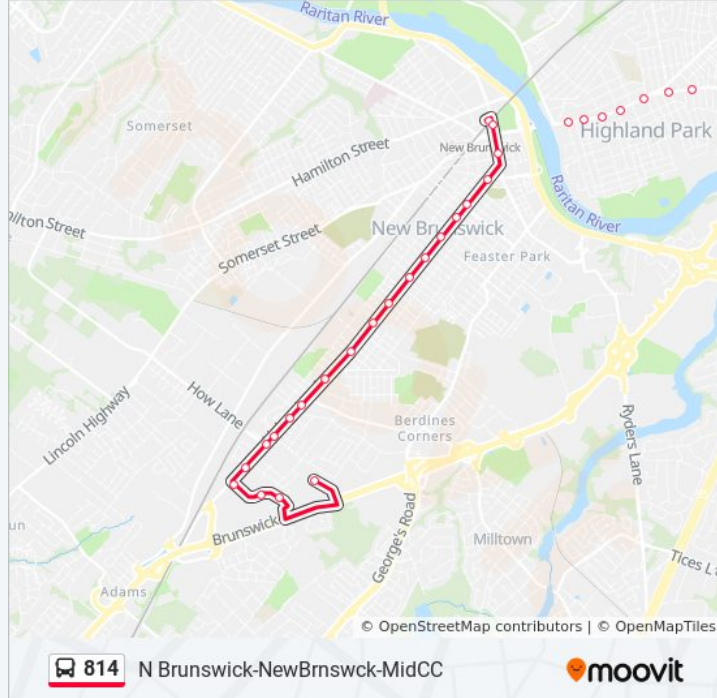 Raritan River
Somerset
Highland Park
New Brunswick
Hamilton Street
Raritan River
hilton Street
New Brunswick
Somerset Street
Feaster Park
How Lane
Lincoln Highway
Berdines
Corners
Ryders Lane
un
Brunswick
George's Road
Milltown
Tices L
Adams
© OpenStreetMap contributors | © OpenMapTiles
814 N Brunswick-NewBrnswck-MidCC
moovit